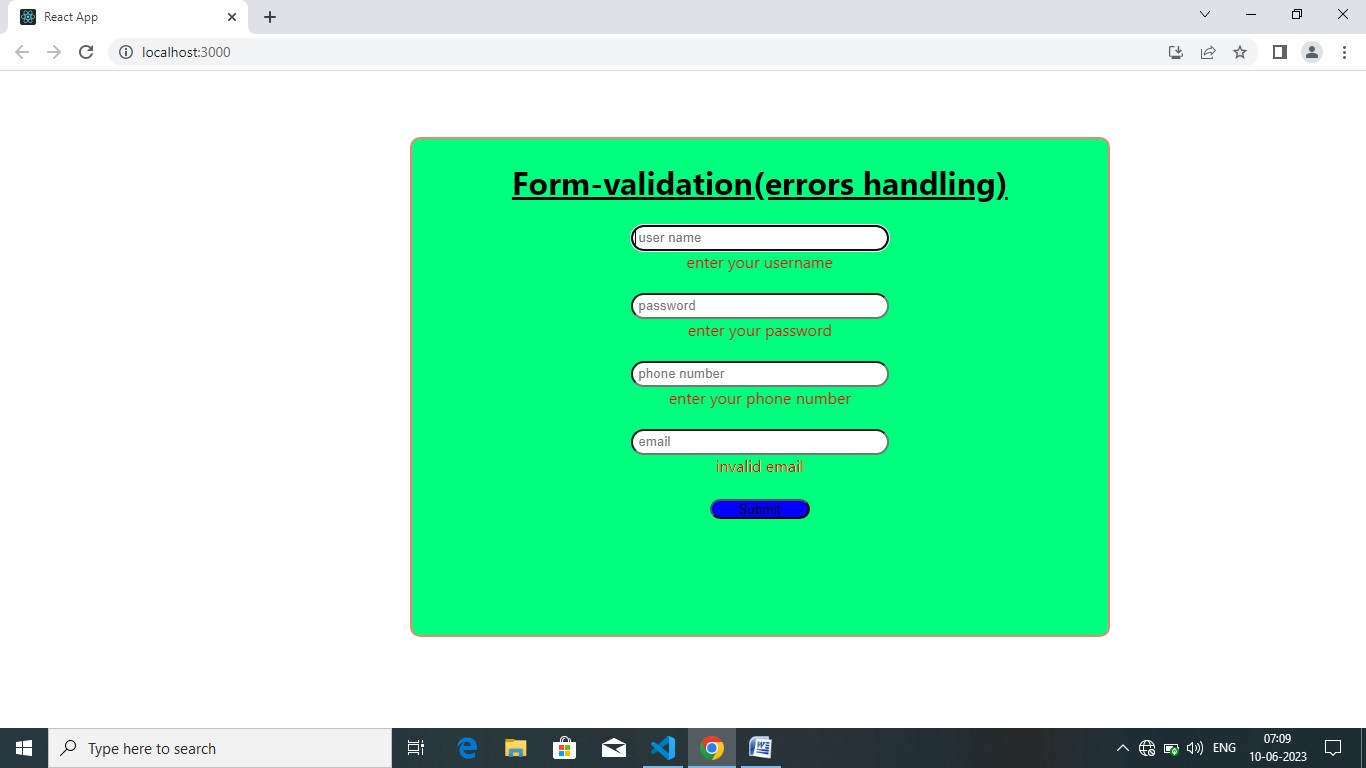 React App
localhost:3000
Form-validation(errors handling)
user name
enter your username
password
enter your password
phone number
enter your phone number
email
invalid email
Submit
Type here to search
ENG
07:09
10-06-2023